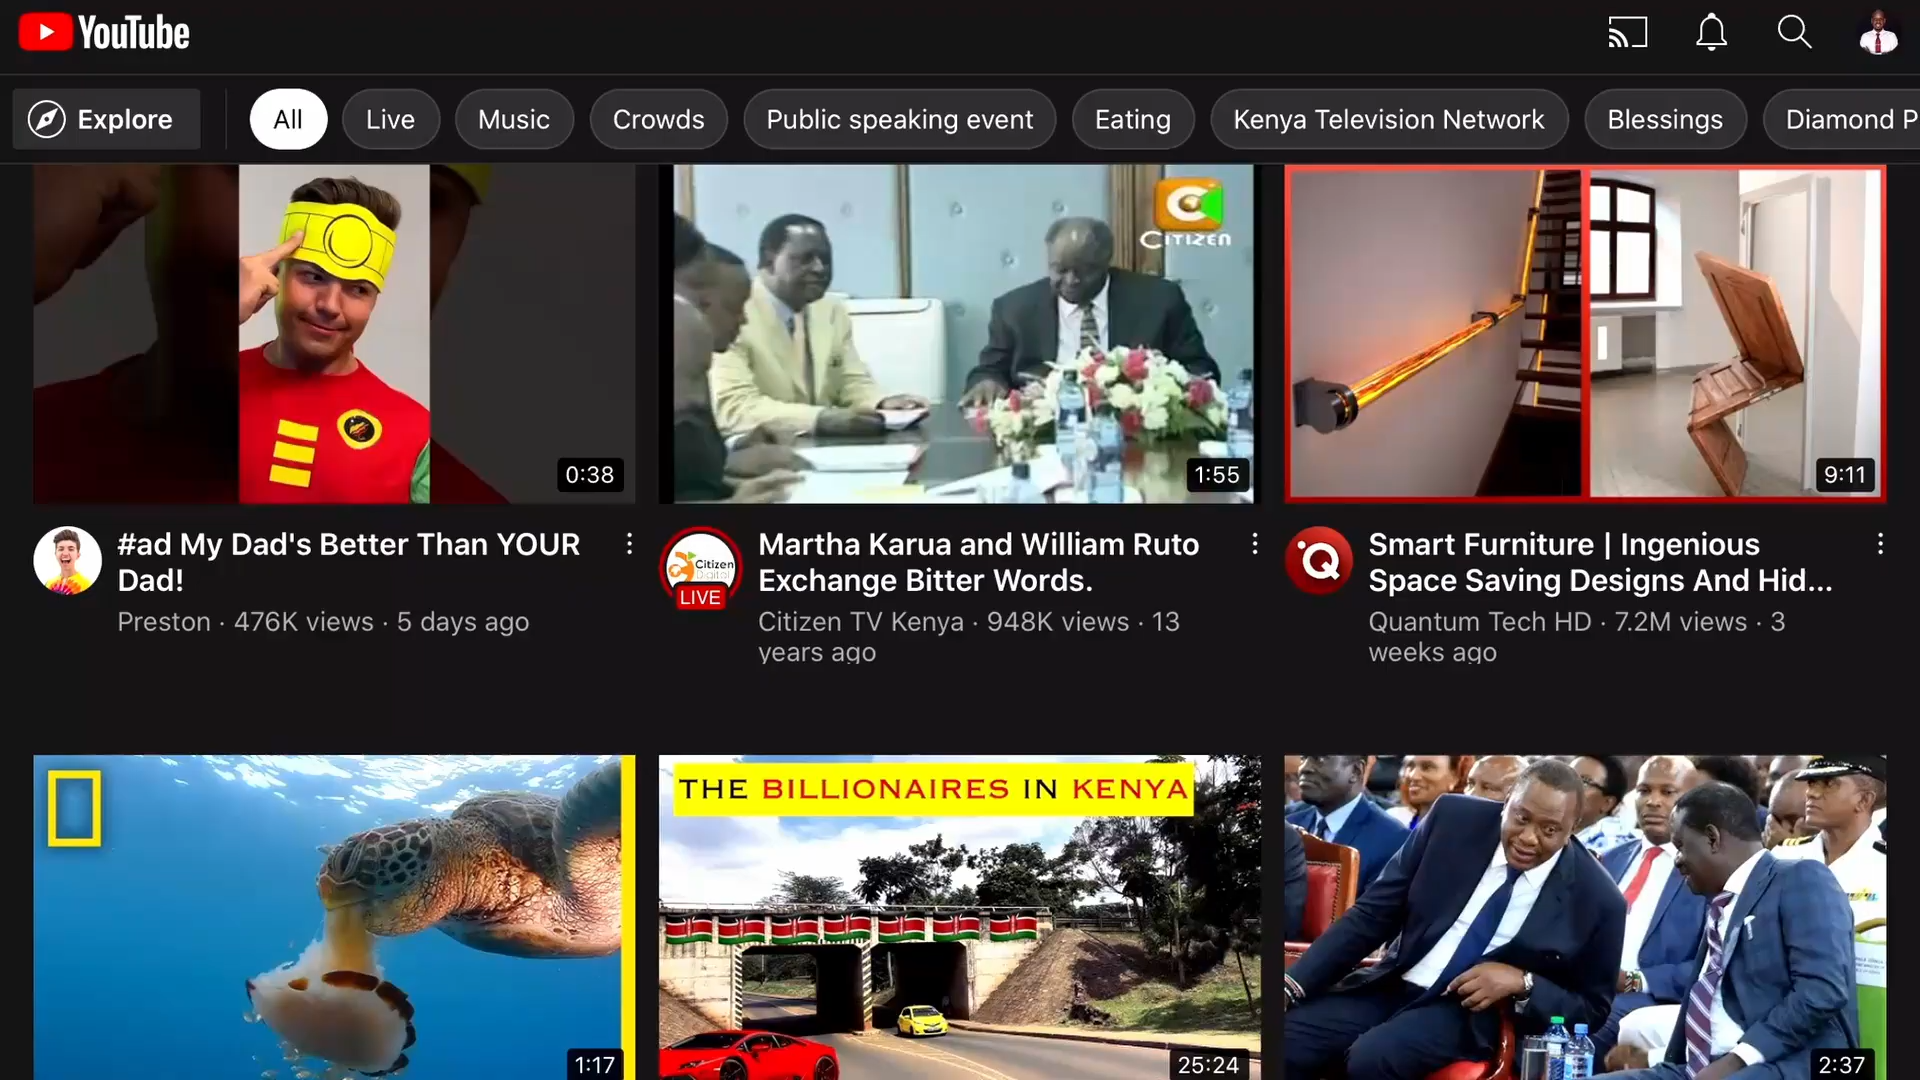 YouTube
Explore
All
Live
Music
Crowds
Public speaking event
Eating
Kenya Television Network
Blessings
Diamond P
CITIZEN
0:38
1:55
9:11
#ad My Dad's Better Than YOUR
Dad!
Preston · 476K views · 5 days ago
Citizen
Digital
LIVE
Martha Karua and William Ruto
Exchange Bitter Words.
Citizen TV Kenya · 948K views · 13
years ago
Q
Smart Furniture | Ingenious
Space Saving Designs And Hid...
Quantum Tech HD · 7.2M views · 3
weeks ago
THE BILLIONAIRES IN KENYA
1:17
25:24
2:37